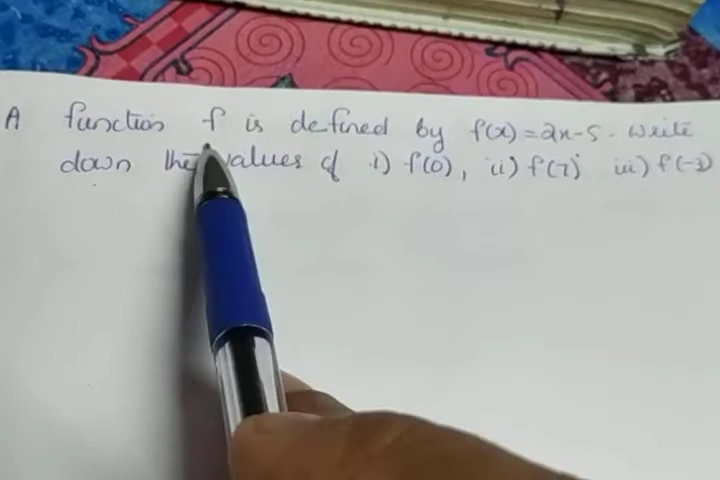 A function f is defined by f(x) = 2x-5. Write
down the values of i) f(0), ii) f(7) iii) f(-3)